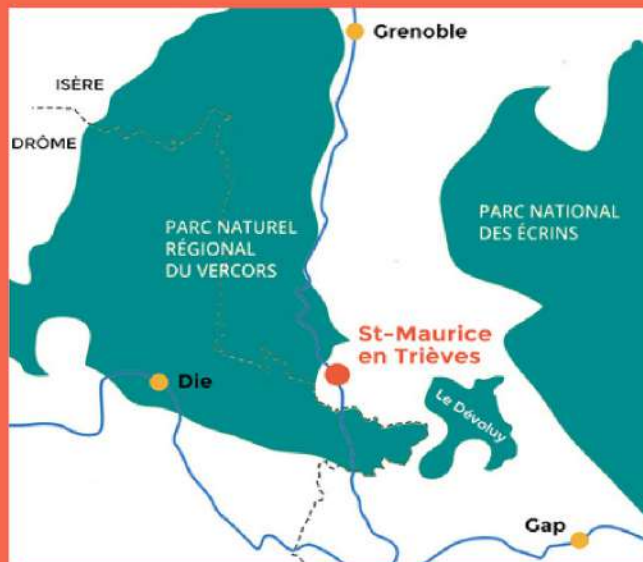 Grenoble
ISÈRE
DRÔME
PARC NATUREL
RÉGIONAL
DU VERCORS
PARC NATIONAL
DES ÉCRINS
St-Maurice
en Trièves
Die
Le Dévoluy
Gap